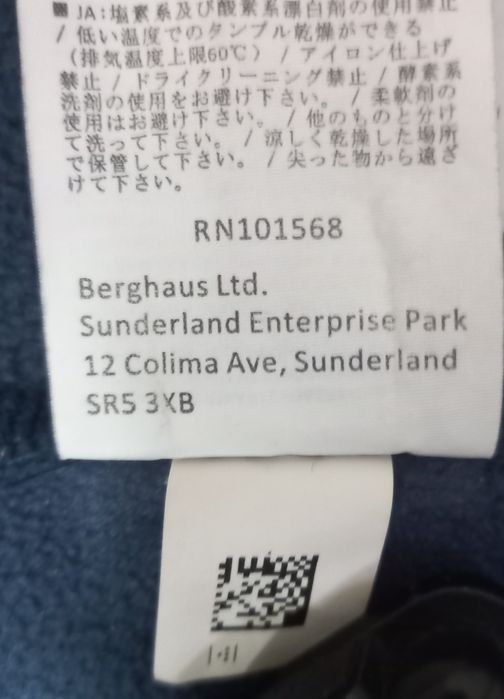 JA:塩素系及び酸素系漂白剤の使用禁止
/ 低い温度でのタンブル乾燥ができる
(排気温度上限60℃) / アイロン仕上げ
禁止 / ドライクリーニング禁止 / 酵素系
洗剤の使用をお避け下さい。 / 柔軟剤の
使用はお避け下さい。 / 他のものと分け
て洗って下さい。 / 涼しく乾燥した場所
で保管して下さい。 / 尖った物から遠ざ
けて下さい。
RN101568
Berghaus Ltd.
Sunderland Enterprise Park
12 Colima Ave, Sunderland
SR5 3XB